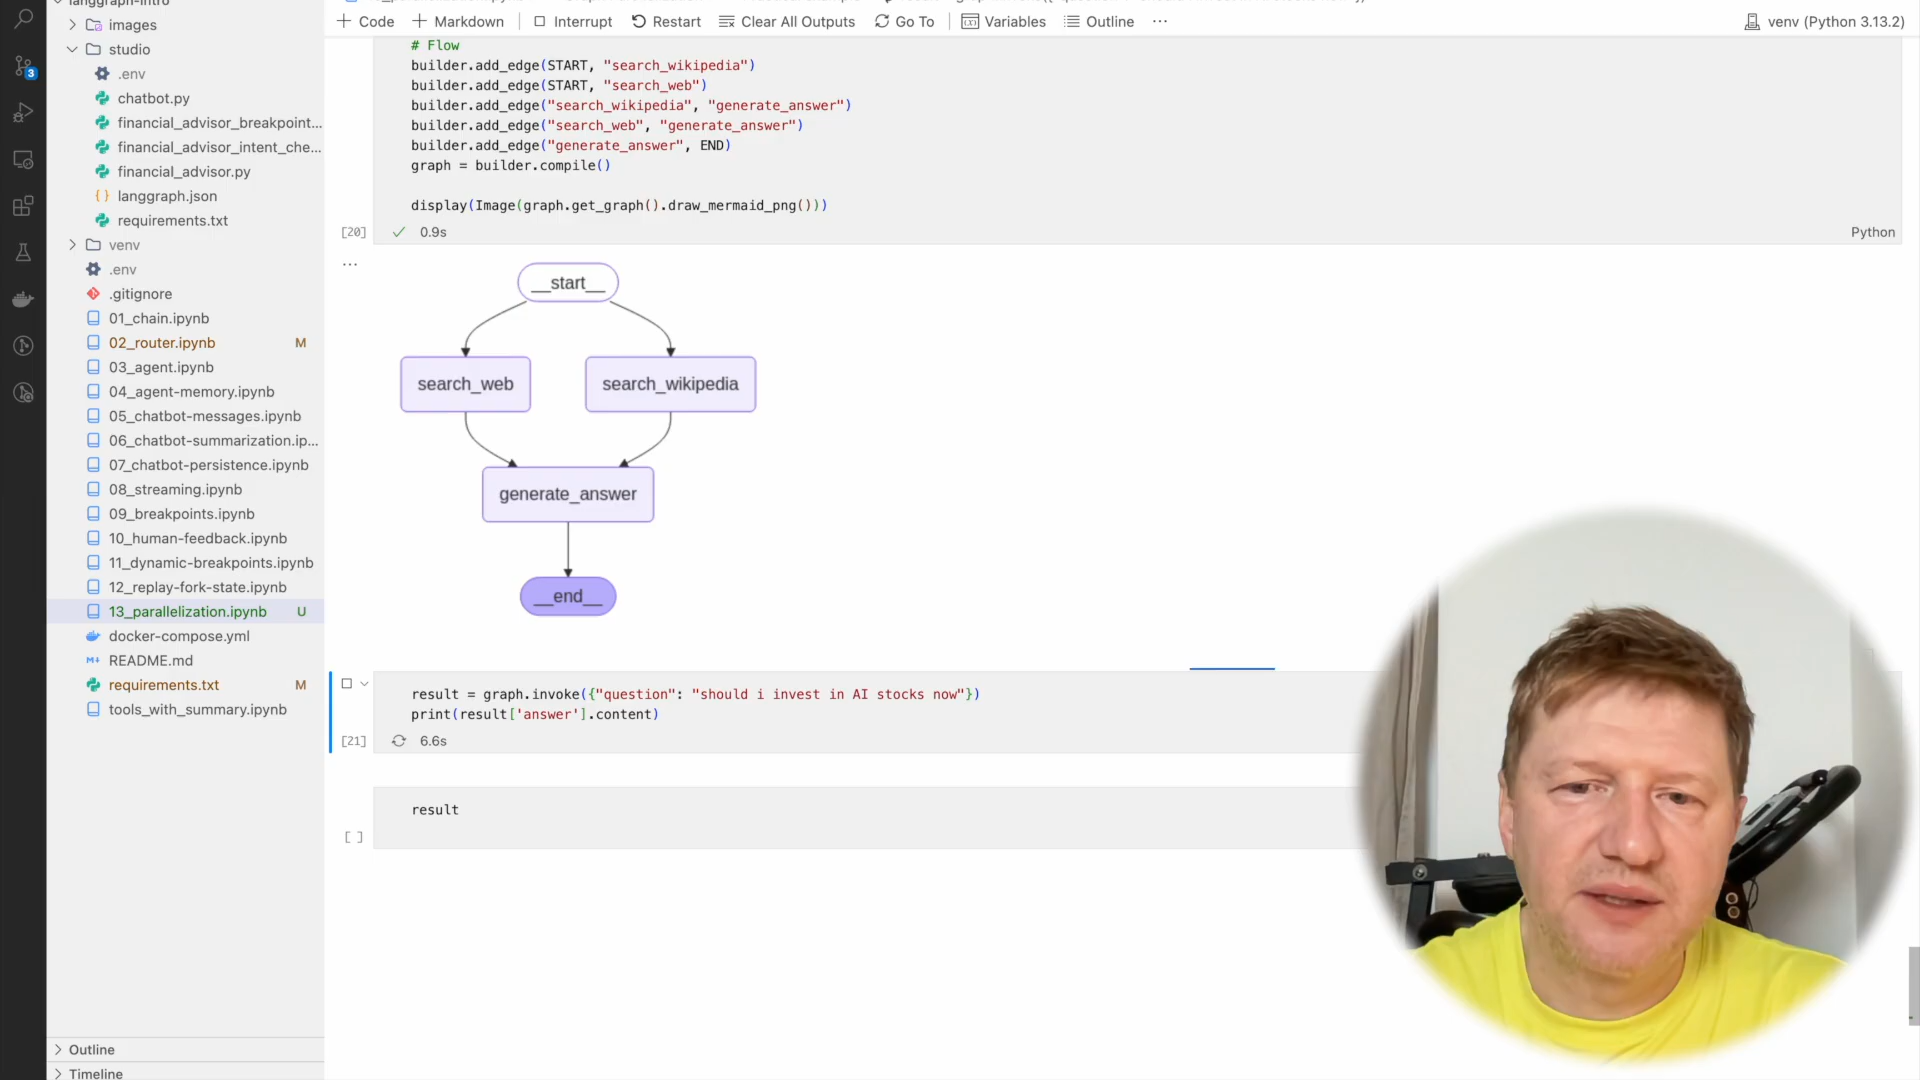 langgraph-intro
images
studio
.env
chatbot.py
financial_advisor_breakpoint...
financial_advisor_intent_che...
financial_advisor.py
langgraph.json
requirements.txt
venv
.env
.gitignore
01_chain.ipynb
02_router.ipynb M
03_agent.ipynb
04_agent-memory.ipynb
05_chatbot-messages.ipynb
06_chatbot-summarization.ip...
07_chatbot-persistence.ipynb
08_streaming.ipynb
09_breakpoints.ipynb
10_human-feedback.ipynb
11_dynamic-breakpoints.ipynb
12_replay-fork-state.ipynb
13_parallelization.ipynb U
docker-compose.yml
README.md
requirements.txt M
tools_with_summary.ipynb
Outline
Timeline
3
+ Code + Markdown Interrupt Restart Clear All Outputs Go To Variables Outline ... venv (Python 3.13.2)
# Flow
builder.add_edge(START, "search_wikipedia")
builder.add_edge(START, "search_web")
builder.add_edge("search_wikipedia", "generate_answer")
builder.add_edge("search_web", "generate_answer")
builder.add_edge("generate_answer", END)
graph = builder.compile()
display(Image(graph.get_graph().draw_mermaid_png()))
[20] 0.9s Python
...
__start__
search_web search_wikipedia
generate_answer
__end__
result = graph.invoke({"question": "should i invest in AI stocks now"})
print(result['answer'].content)
[21] 6.6s
result
[ ]